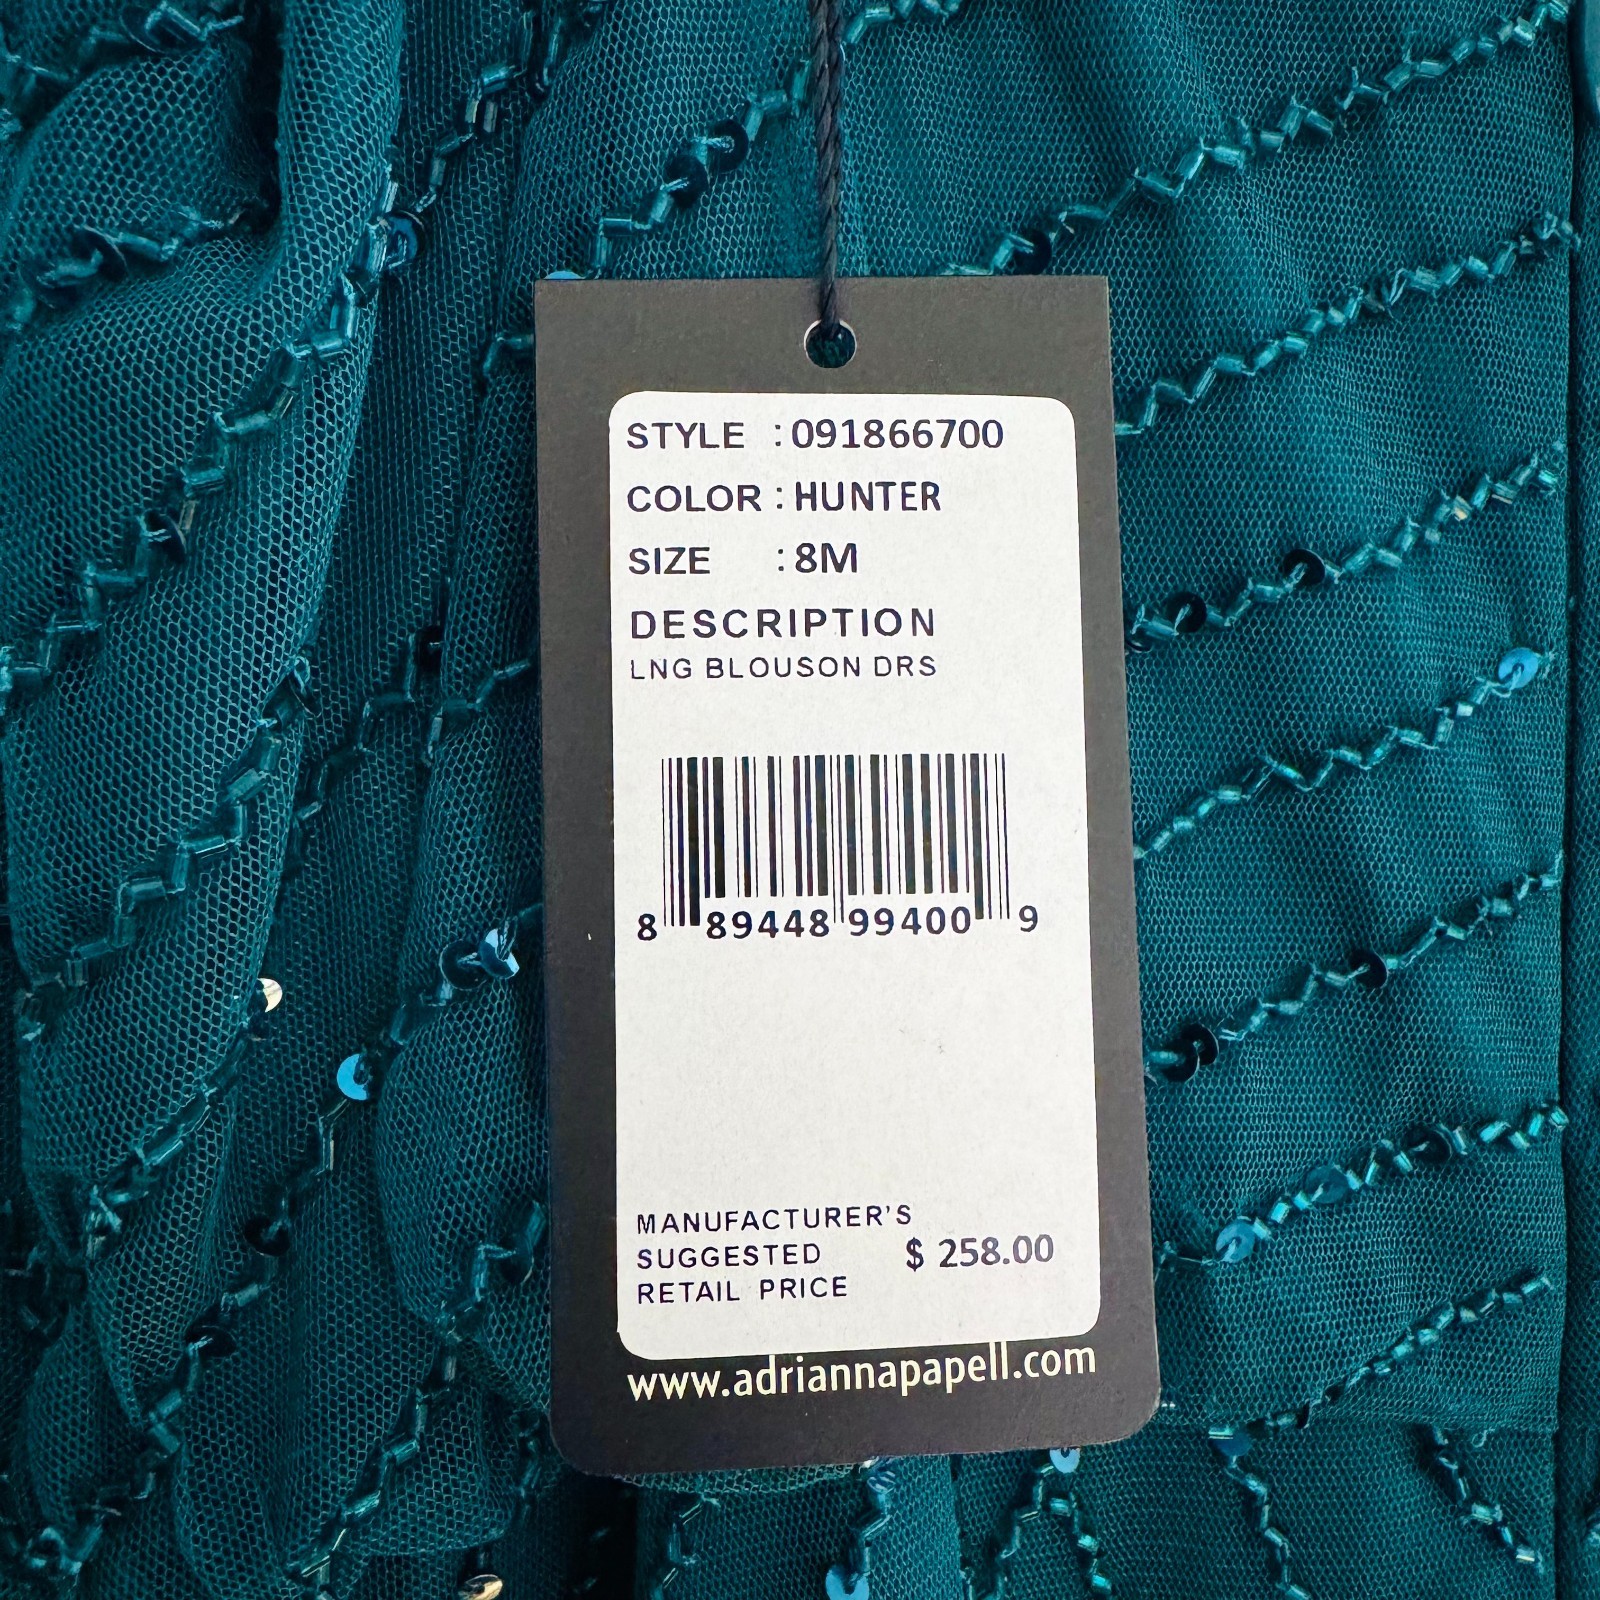 STYLE : 091866700
COLOR : HUNTER
SIZE : 8M
DESCRIPTION
LNG BLOUSON DRS
8 89448 99400 9
MANUFACTURER'S
SUGGESTED $ 258.00
RETAIL PRICE
www.adriannapapell.com